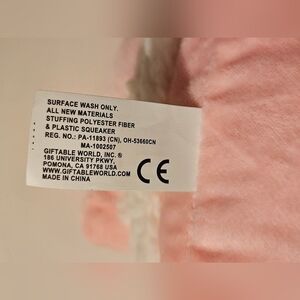 SURFACE WASH ONLY.
ALL NEW MATERIALS
STUFFING POLYESTER FIBER
& PLASTIC SQUEAKER
REG. NO.: PA-11893 (CN), OH-53660CN
MA-1002507
GIFTABLE WORLD, INC. ®
186 UNIVERSITY PKWY,
POMONA, CA 91768 USA
WWW.GIFTABLEWORLD.COM
MADE IN CHINA
CE